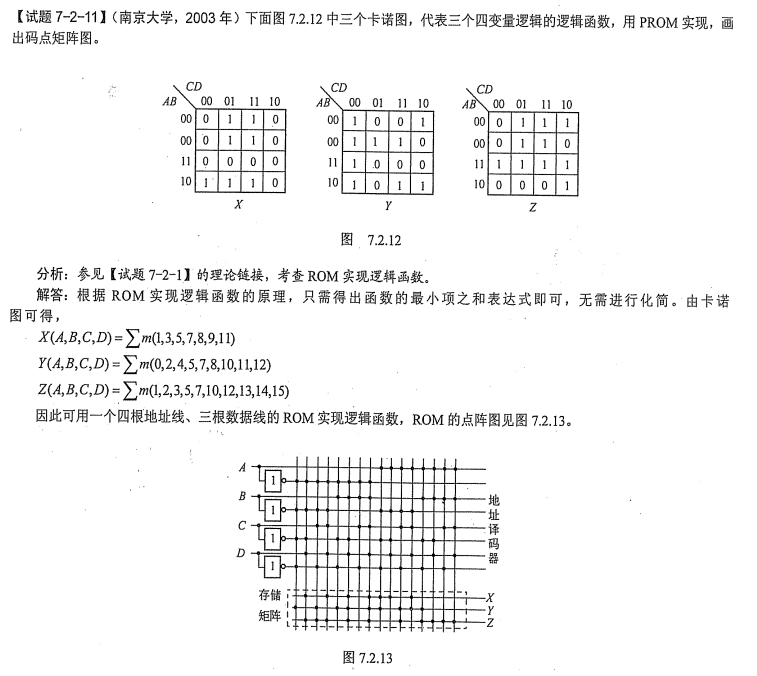 【试题 7-2-11】（南京大学，2003 年）下面图 7.2.12 中三个卡诺图，代表三个四变量逻辑的逻辑函数，用 PROM 实现，画
出码点矩阵图。
CD CD CD
AB 00 01 11 10 AB 00 01 11 10 AB 00 01 11 10
00 0 1 1 0 00 1 0 0 1 00 0 1 1 1
00 0 1 1 0 00 1 1 1 0 00 0 1 1 0
11 0 0 0 0 11 1 0 0 0 11 1 1 1 1
10 1 1 1 0 10 1 0 1 1 10 0 0 0 1
X Y Z
图 7.2.12
分析：参见【试题 7-2-1】的理论链接，考查 ROM 实现逻辑函数。
解答：根据 ROM 实现逻辑函数的原理，只需得出函数的最小项之和表达式即可，无需进行化简。由卡诺
图可得，
X(A,B,C,D)=∑m(1,3,5,7,8,9,11)
Y(A,B,C,D)=∑m(0,2,4,5,7,8,10,11,12)
Z(A,B,C,D)=∑m(1,2,3,5,7,10,12,13,14,15)
因此可用一个四根地址线、三根数据线的 ROM 实现逻辑函数，ROM 的点阵图见图 7.2.13。
A
1
B
1
C
1
D
1
地
址
译
码
器
存储
矩阵
X
Y
Z
图 7.2.13